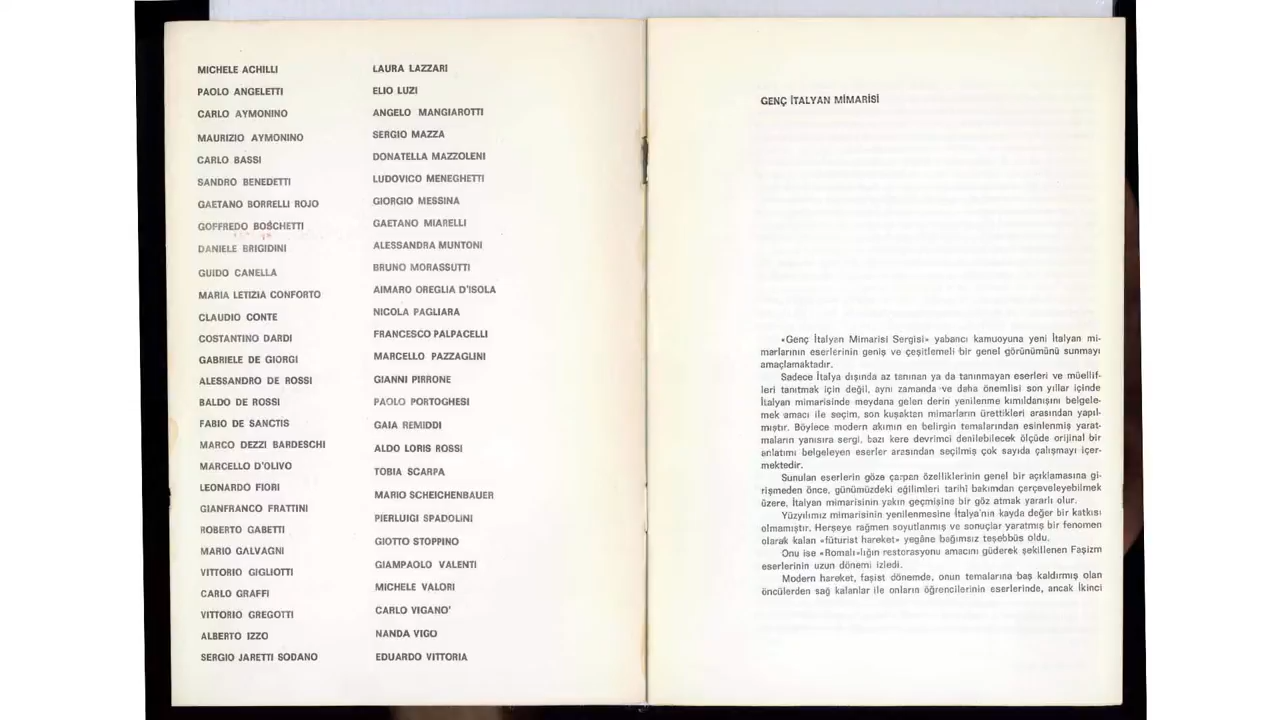 MICHELE ACHILLI
PAOLO ANGELETTI
CARLO AYMONINO
MAURIZIO AYMONINO
CARLO BASSI
SANDRO BENEDETTI
GAETANO BORRELLI ROJO
GOFFREDO BOSCHETTI
DANIELE BRIGIDINI
GUIDO CANELLA
MARIA LETIZIA CONFORTO
CLAUDIO CONTE
COSTANTINO DARDI
GABRIELE DE GIORGI
ALESSANDRO DE ROSSI
BALDO DE ROSSI
FABIO DE SANCTIS
MARCO DEZZI BARDESCHI
MARCELLO D'OLIVO
LEONARDO FIORI
GIANFRANCO FRATTINI
ROBERTO GABETTI
MARIO GALVAGNI
VITTORIO GIGLIOTTI
CARLO GRAFFI
VITTORIO GREGOTTI
ALBERTO IZZO
SERGIO JARETTI SODANO
LAURA LAZZARI
ELIO LUZI
ANGELO MANGIAROTTI
SERGIO MAZZA
DONATELLA MAZZOLENI
LUDOVICO MENEGHETTI
GIORGIO MESSINA
GAETANO MIARELLI
ALESSANDRA MUNTONI
BRUNO MORASSUTTI
AIMARO OREGLIA D'ISOLA
NICOLA PAGLIARA
FRANCESCO PALPACELLI
MARCELLO PAZZAGLINI
GIANNI PIRRONE
PAOLO PORTOGHESI
GAIA REMIDDI
ALDO LORIS ROSSI
TOBIA SCARPA
MARIO SCHEICHENBAUER
PIERLUIGI SPADOLINI
GIOTTO STOPPINO
GIAMPAOLO VALENTI
MICHELE VALORI
CARLO VIGANO'
NANDA VIGO
EDUARDO VITTORIA
GENÇ İTALYAN MİMARİSİ
«Genç İtalyan Mimarisi Sergisi» yabancı kamuoyuna yeni İtalyan mi-
marlarının eserlerinin geniş ve çeşitlemeli bir genel görünümünü sunmayı
amaçlamaktadır.
Sadece İtalya dışında az tanınan ya da tanınmayan eserleri ve müellif-
leri tanıtmak için değil, aynı zamanda ve daha önemlisi son yıllar içinde
İtalyan mimarisinde meydana gelen derin yenilenme kımıldanışını belgele-
mek amacı ile seçim, son kuşaktan mimarların ürettikleri arasından yapıl-
mıştır. Böylece modern akımın en belirgin temalarından esinlenmiş yarat-
maların yanısıra sergi, bazı kere devrimci denilebilecek ölçüde orijinal bir
anlatımı belgeleyen eserler arasından seçilmiş çok sayıda çalışmayı içer-
mektedir.
Sunulan eserlerin göze çarpan özelliklerinin genel bir açıklamasına gi-
rişmeden önce, günümüzdeki eğilimleri tarihî bakımdan çerçeveleyebilmek
üzere, İtalyan mimarisinin yakın geçmişine bir göz atmak yararlı olur.
Yüzyılımız mimarisinin yenilenmesine İtalya'nın kayda değer bir katkısı
olmamıştır. Herşeye rağmen soyutlanmış ve sonuçlar yaratmış bir fenomen
olarak kalan «fütürist hareket» yegâne bağımsız teşebbüs oldu.
Onu ise «Romalı»lığın restorasyonu amacını güderek şekillenen Faşizm
eserlerinin uzun dönemi izledi.
Modern hareket, faşist dönemde, onun temalarına baş kaldırmış olan
öncülerden sağ kalanlar ile onların öğrencilerinin eserlerinde, ancak İkinci